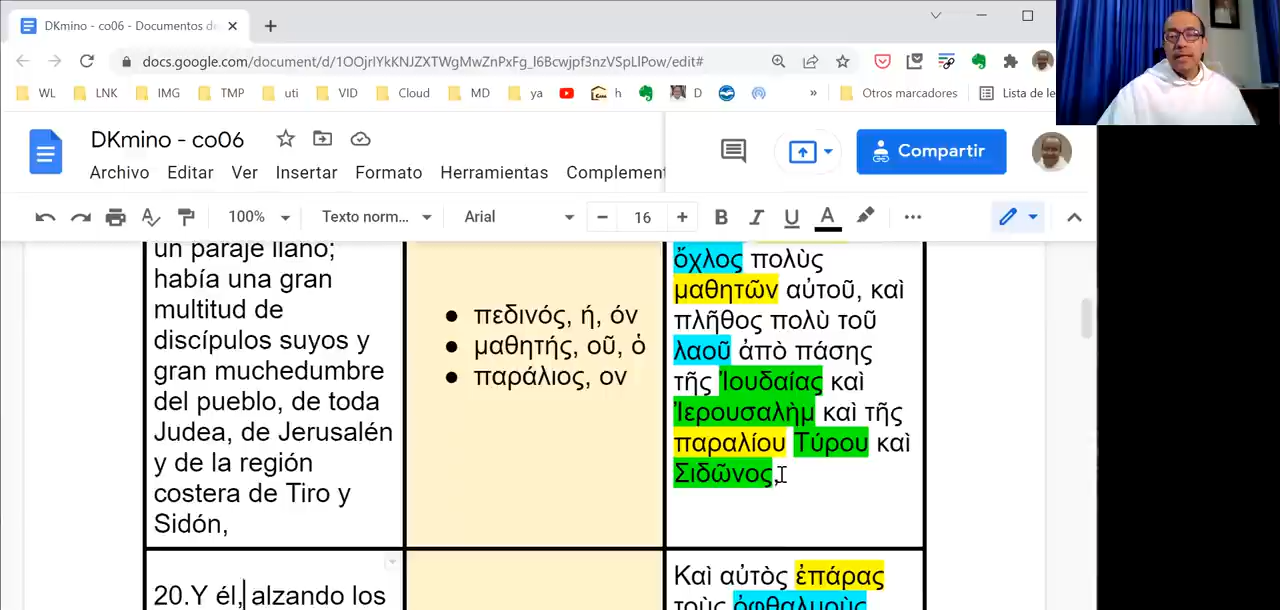 DKmino - co06 - Documentos de
docs.google.com/document/d/1OOjrIYkKNJZXTWgMwZnPxFg_l6Bcwjpf3nzVSpLlPow/edit#
WL LNK IMG TMP uti VID Cloud MD ya h D » Otros marcadores Lista de le
DKmino - co06
Archivo Editar Ver Insertar Formato Herramientas Complemen
Compartir
100% Texto norm... Arial − 16 + B I U A
un paraje llano;
había una gran
multitud de
discípulos suyos y
gran muchedumbre
del pueblo, de toda
Judea, de Jerusalén
y de la región
costera de Tiro y
Sidón,
● πεδινός, ή, όν
● μαθητής, οῦ, ὁ
● παράλιος, ον
ὄχλος πολὺς
μαθητῶν αὐτοῦ, καὶ
πλῆθος πολὺ τοῦ
λαοῦ ἀπὸ πάσης
τῆς Ἰουδαίας καὶ
Ἰερουσαλὴμ καὶ τῆς
παραλίου Τύρου καὶ
Σιδῶνος,
20.Y él, alzando los
Καὶ αὐτὸς ἐπάρας
τοὺς ὀφθαλμοὺς